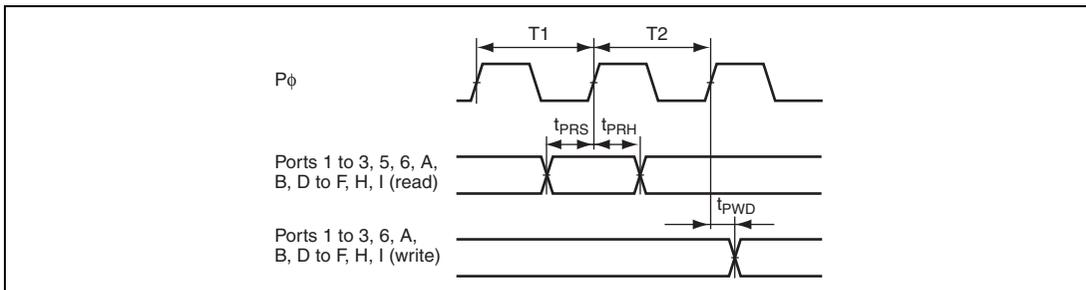 T1 T2
Pφ
tPRS tPRH
Ports 1 to 3, 5, 6, A,
B, D to F, H, I (read)
tPWD
Ports 1 to 3, 6, A,
B, D to F, H, I (write)